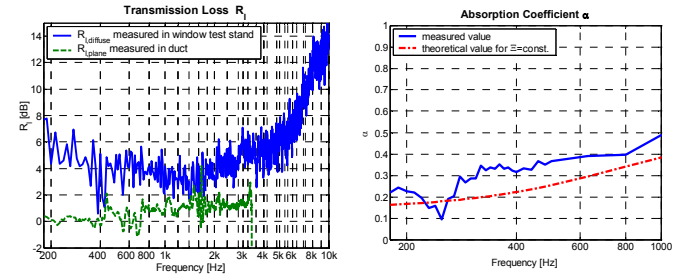 Transmission Loss R_I
R_I,diffuse measured in window test stand
R_I,plane measured in duct
14
12
10
8
6
4
2
0
-2
[dB]
200 400 600 800 1k 2k 3k 4k 5k 6k 8k 10k
Frequency [Hz]
Absorption Coefficient α
measured value
theoretical value for Ξ=const.
1
0.9
0.8
0.7
0.6
0.5
0.4
0.3
0.2
0.1
0
α
200 400 600 800 1000
Frequency [Hz]